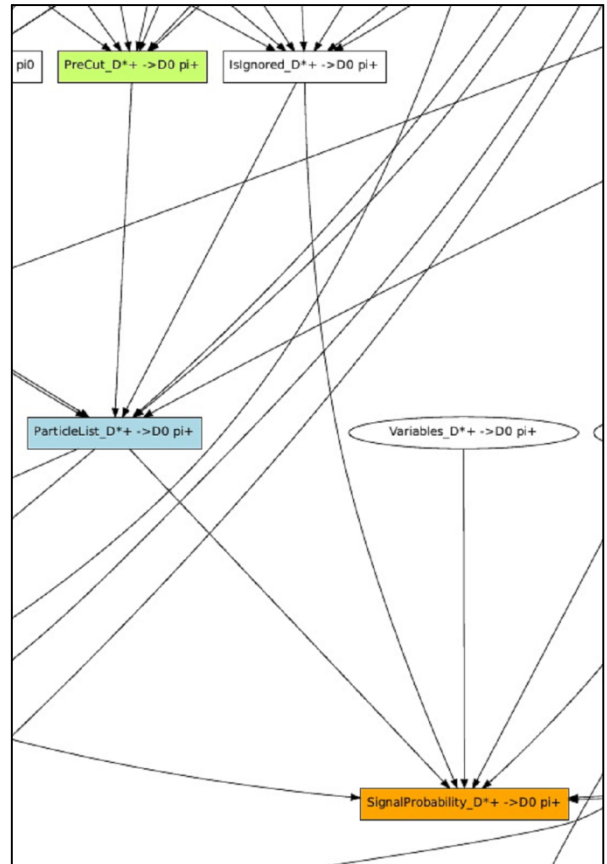 pi0
PreCut_D*+ ->D0 pi+
IsIgnored_D*+ ->D0 pi+
ParticleList_D*+ ->D0 pi+
Variables_D*+ ->D0 pi+
SignalProbability_D*+ ->D0 pi+